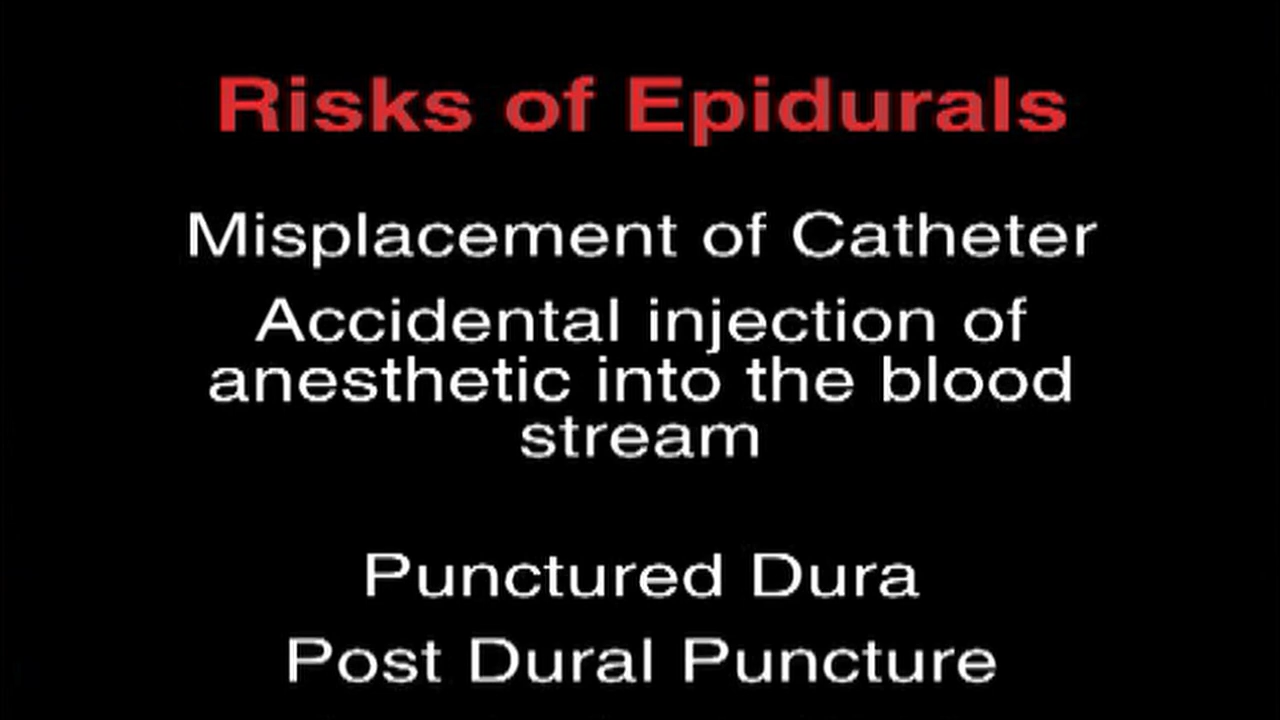 Risks of Epidurals
Misplacement of Catheter
Accidental injection of
anesthetic into the blood
stream
Punctured Dura
Post Dural Puncture